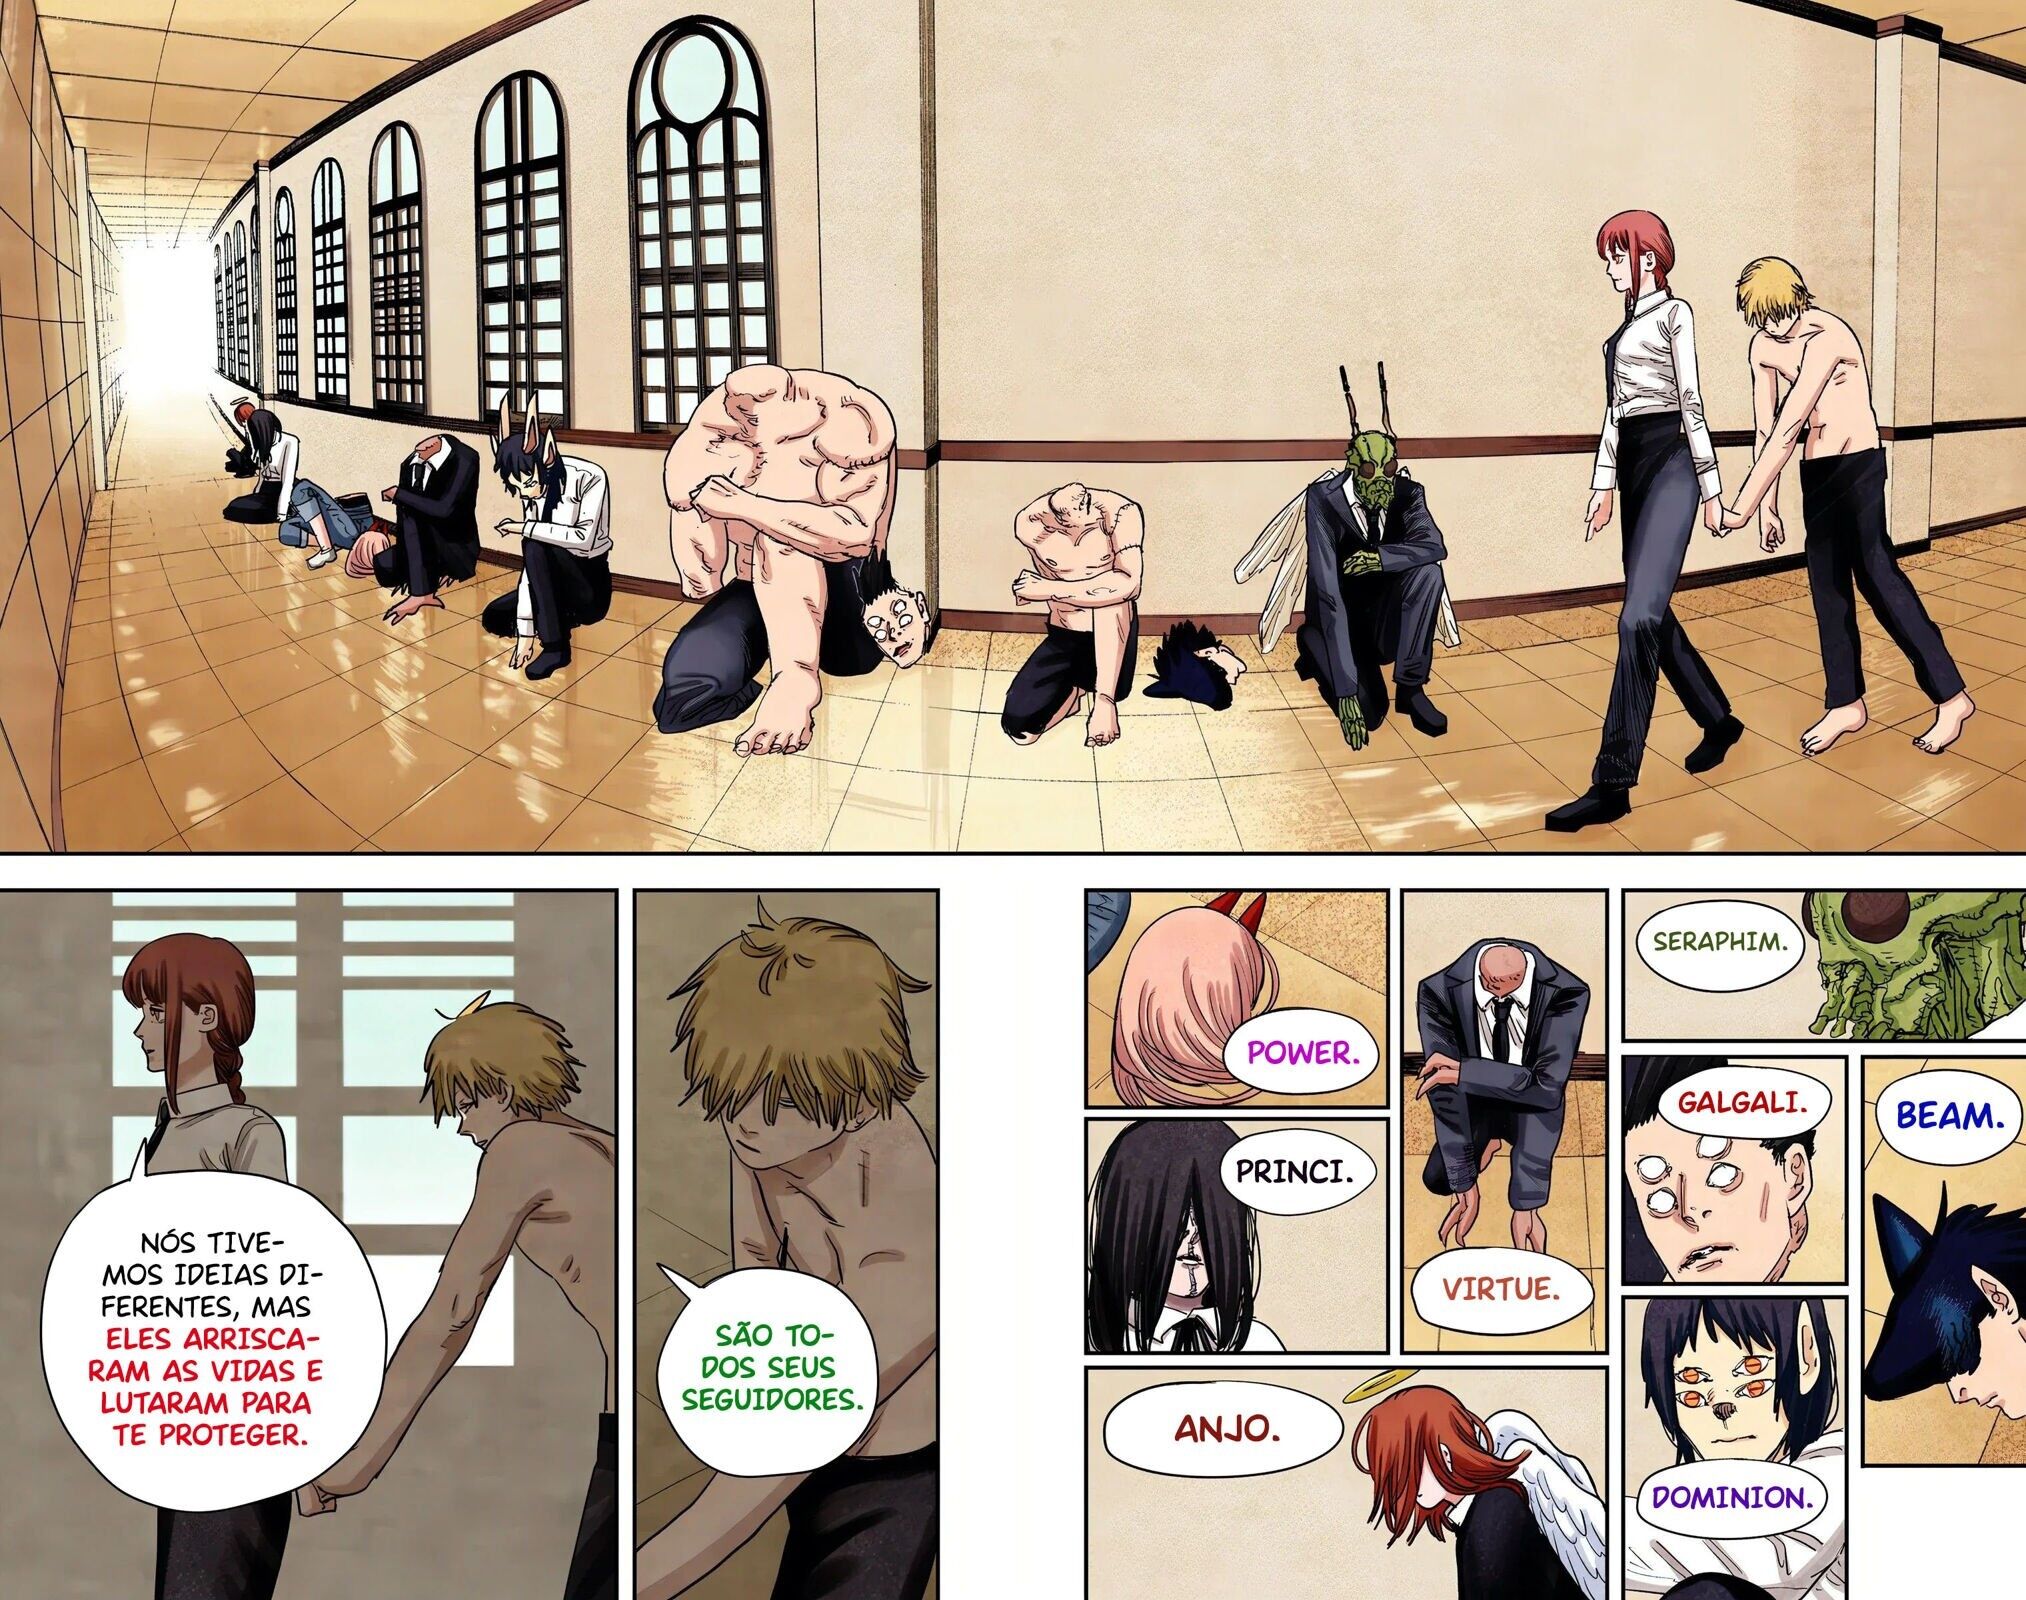 SERAPHIM.
BEAM.
GALGALI.
DOMINION.
VIRTUE.
POWER.
PRINCI.
ANJO.
SÃO TO-
DOS SEUS
SEGUIDORES.
NÓS TIVE-
MOS IDEIAS DI-
FERENTES, MAS
ELES ARRISCA-
RAM AS VIDAS E
LUTARAM PARA
TE PROTEGER.